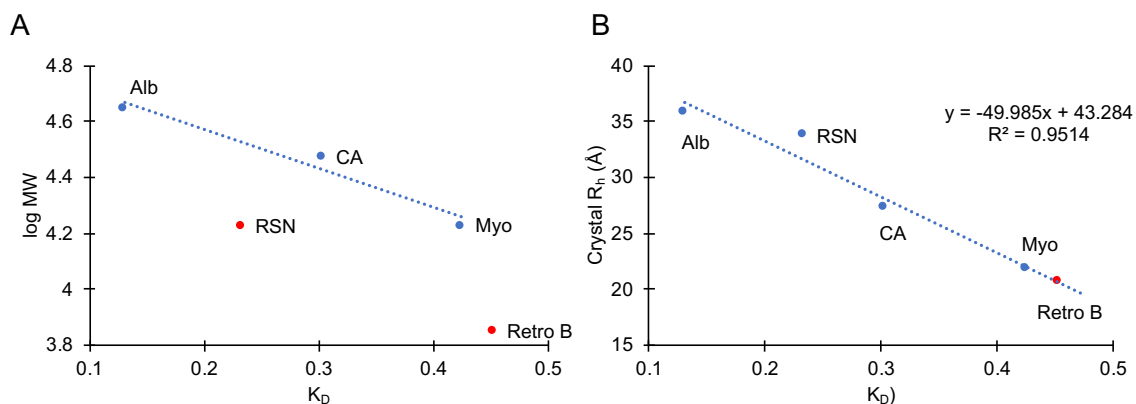 A
log MW
4.8
4.6
4.4
4.2
4
3.8
Alb
CA
RSN
Myo
Retro B
0.1
0.2
0.3
0.4
0.5
K_D
B
Crystal R_h (Å)
40
35
30
25
20
15
y = -49.985x + 43.284
R² = 0.9514
Alb
RSN
CA
Myo
Retro B
0.1
0.2
0.3
0.4
0.5
K_D)